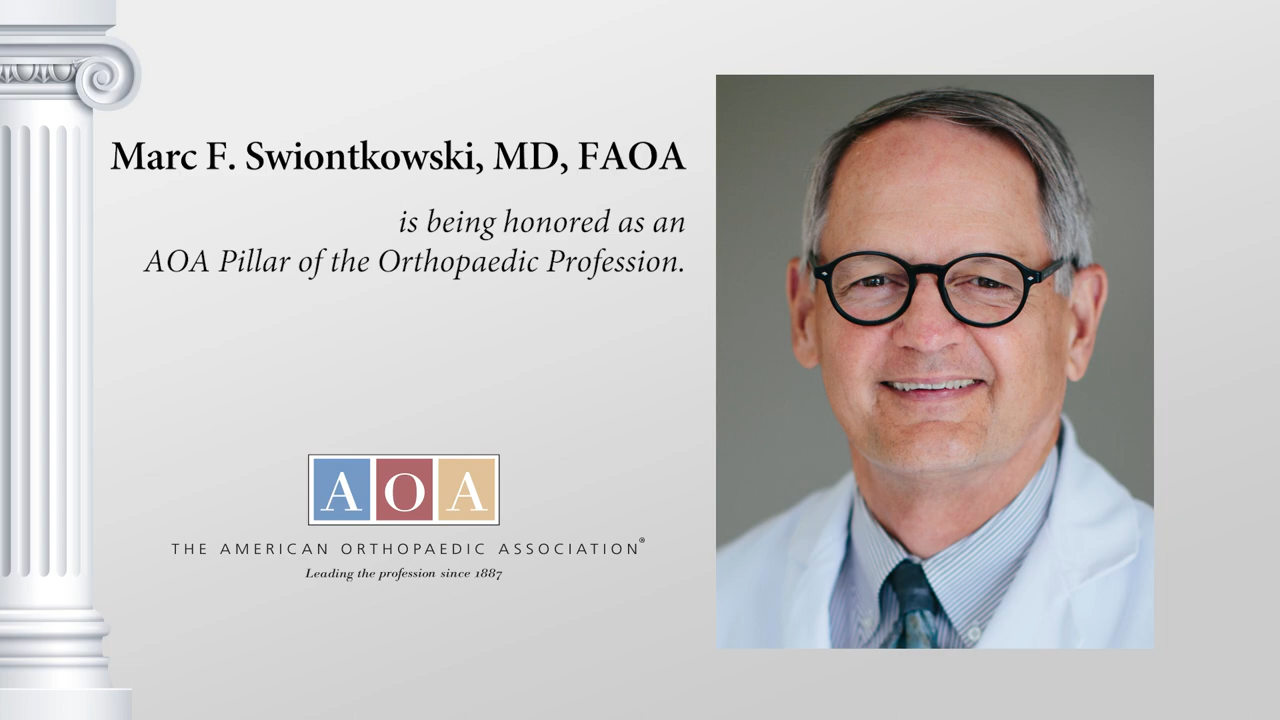 Marc F. Swiontkowski, MD, FAOA
is being honored as an
AOA Pillar of the Orthopaedic Profession.
AOA
THE AMERICAN ORTHOPAEDIC ASSOCIATION®
Leading the profession since 1887